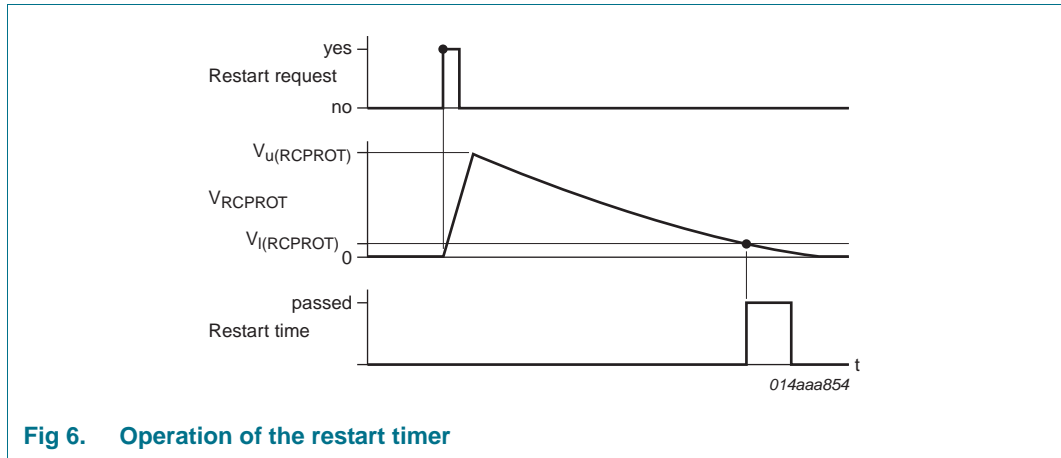 yes
Restart request
no
Vu(RCPROT)
VRCPROT
Vl(RCPROT)
0
passed
Restart time
t
014aaa854
Fig 6. Operation of the restart timer